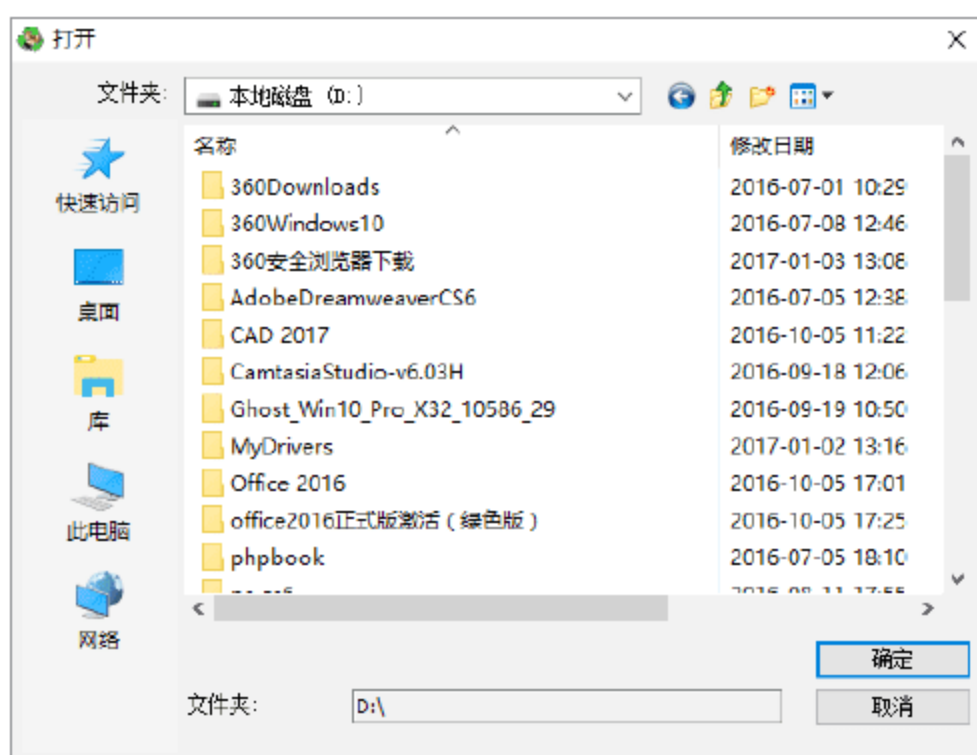 打开
文件夹: 本地磁盘 (D:)
名称 修改日期
360Downloads 2016-07-01 10:29
360Windows10 2016-07-08 12:46
360安全浏览器下载 2017-01-03 13:08
AdobeDreamweaverCS6 2016-07-05 12:38
CAD 2017 2016-10-05 11:22
CamtasiaStudio-v6.03H 2016-09-18 12:06
Ghost_Win10_Pro_X32_10586_29 2016-09-19 10:50
MyDrivers 2017-01-02 13:16
Office 2016 2016-10-05 17:01
office2016正式版激活(绿色版) 2016-10-05 17:25
phpbook 2016-07-05 18:10
快速访问
桌面
库
此电脑
网络
确定
文件夹: D:\
取消